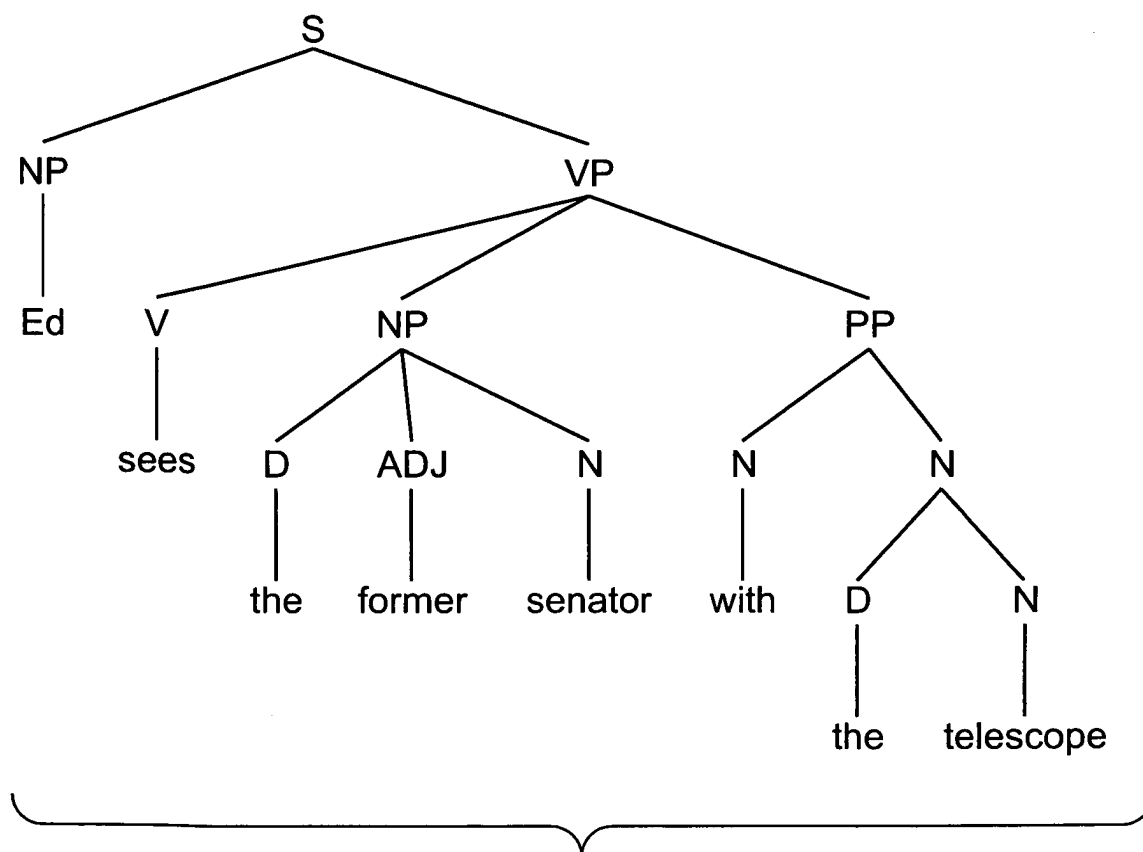 S
NP VP
Ed V NP PP
sees D ADJ N N N
the former senator with D N
the telescope